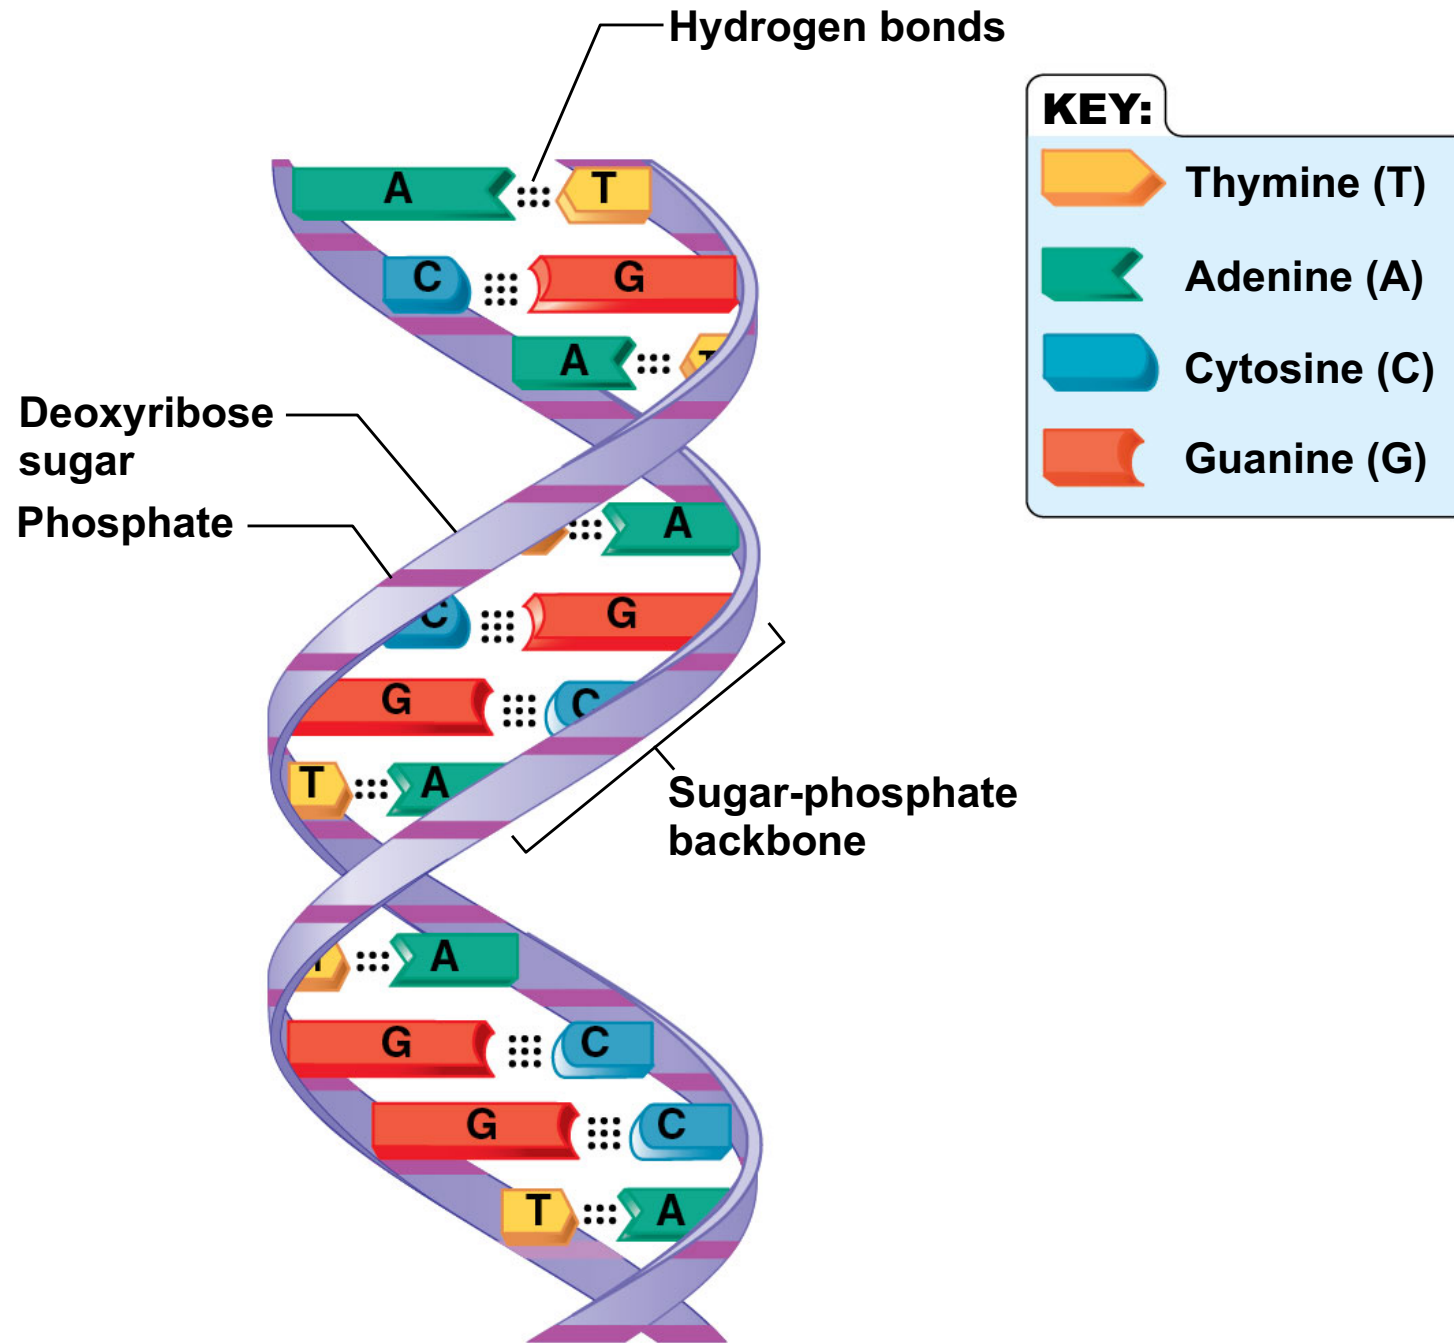 Hydrogen bonds
KEY:
Thymine (T)
Adenine (A)
Cytosine (C)
Guanine (G)
A T
C G
A T
Deoxyribose
sugar
Phosphate
A
C G
G C
T A
Sugar-phosphate
backbone
T A
G C
G C
T A